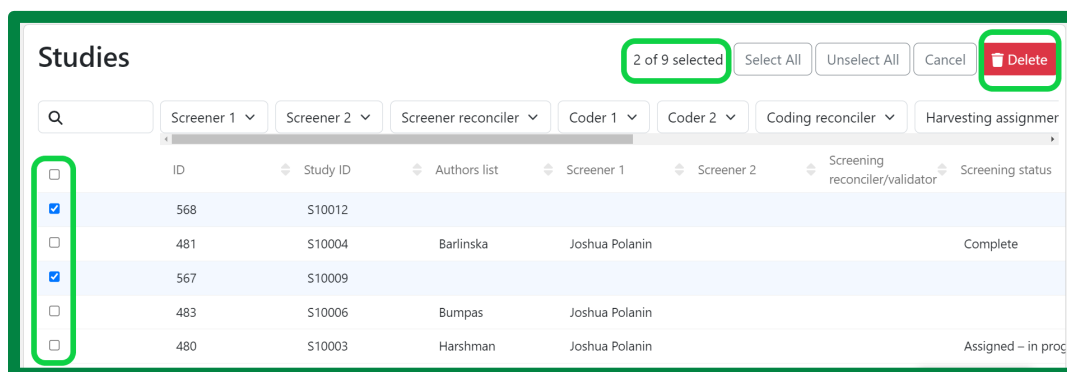 Studies
2 of 9 selected Select All Unselect All Cancel Delete
Screener 1 Screener 2 Screener reconciler Coder 1 Coder 2 Coding reconciler Harvesting assignmer
ID Study ID Authors list Screener 1 Screener 2 Screening reconciler/validator Screening status
568 S10012
481 S10004 Barlinska Joshua Polanin Complete
567 S10009
483 S10006 Bumpas Joshua Polanin
480 S10003 Harshman Joshua Polanin Assigned – in prog